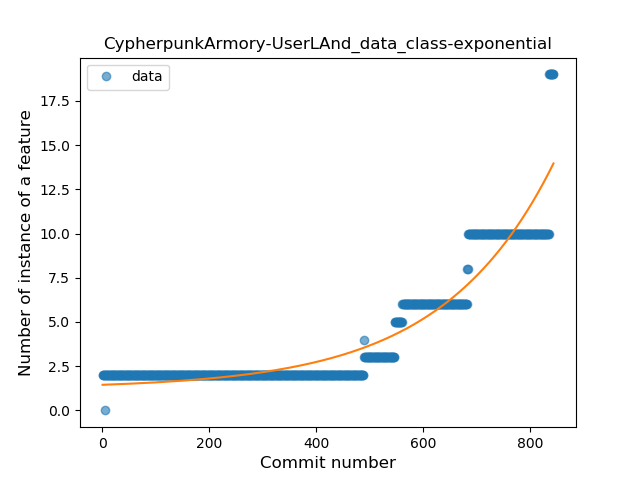 CypherpunkArmory-UserLAnd_data_class-exponential
data
Number of instance of a feature
17.5
15.0
12.5
10.0
7.5
5.0
2.5
0.0
0 200 400 600 800
Commit number